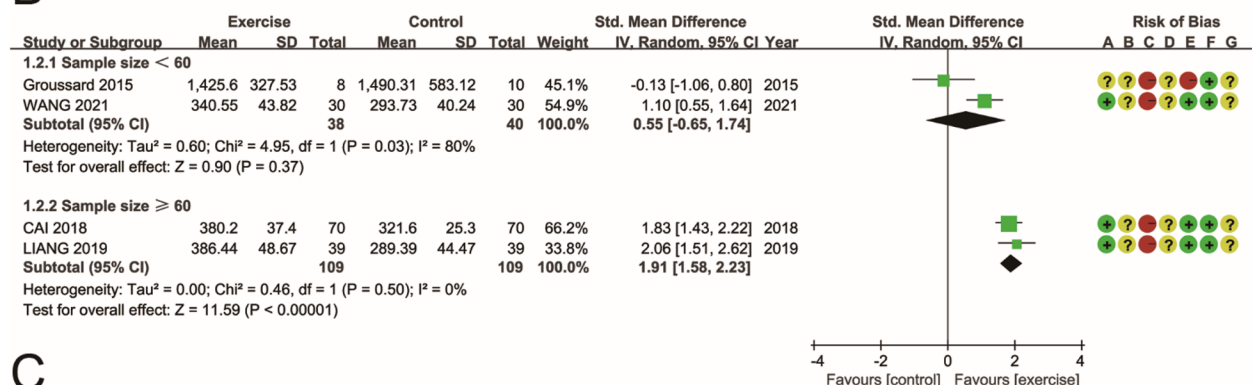 Exercise Control Std. Mean Difference Std. Mean Difference Risk of Bias
Study or Subgroup Mean SD Total Mean SD Total Weight IV, Random, 95% CI Year IV, Random, 95% CI A B C D E F G
1.2.1 Sample size < 60
Groussard 2015 1,425.6 327.53 8 1,490.31 583.12 10 45.1% -0.13 [-1.06, 0.80] 2015 ? ? - ? - + ?
WANG 2021 340.55 43.82 30 293.73 40.24 30 54.9% 1.10 [0.55, 1.64] 2021 + ? - ? + + ?
Subtotal (95% CI) 38 40 100.0% 0.55 [-0.65, 1.74]
Heterogeneity: Tau² = 0.60; Chi² = 4.95, df = 1 (P = 0.03); I² = 80%
Test for overall effect: Z = 0.90 (P = 0.37)
1.2.2 Sample size ⩾ 60
CAI 2018 380.2 37.4 70 321.6 25.3 70 66.2% 1.83 [1.43, 2.22] 2018 + ? - ? + + ?
LIANG 2019 386.44 48.67 39 289.39 44.47 39 33.8% 2.06 [1.51, 2.62] 2019 + ? - ? + + ?
Subtotal (95% CI) 109 109 100.0% 1.91 [1.58, 2.23]
Heterogeneity: Tau² = 0.00; Chi² = 0.46, df = 1 (P = 0.50); I² = 0%
Test for overall effect: Z = 11.59 (P < 0.00001)
-4 -2 0 2 4
Favours [control] Favours [exercise]
C